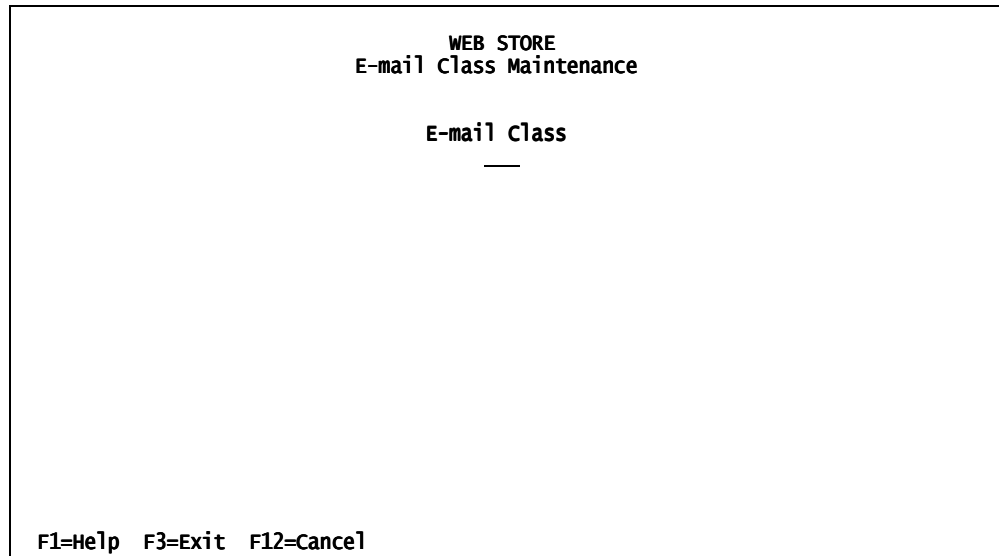 WEB STORE
E-mail Class Maintenance
E-mail Class
F1=Help F3=Exit F12=Cancel